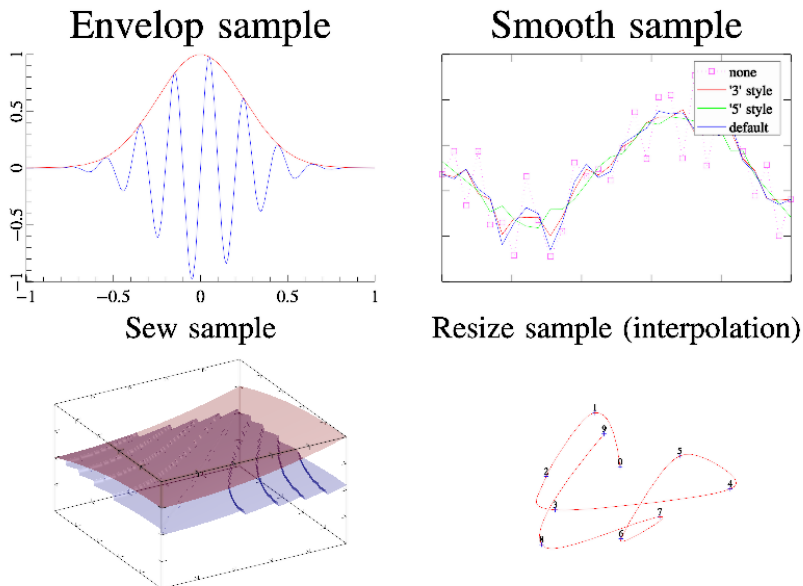 Envelop sample
Smooth sample
1
0.5
0
−0.5
−1
−1
−0.5
0
0.5
1
none
'3' style
'5' style
default
Sew sample
Resize sample (interpolation)
1
9
0
5
2
4
3
7
6
8